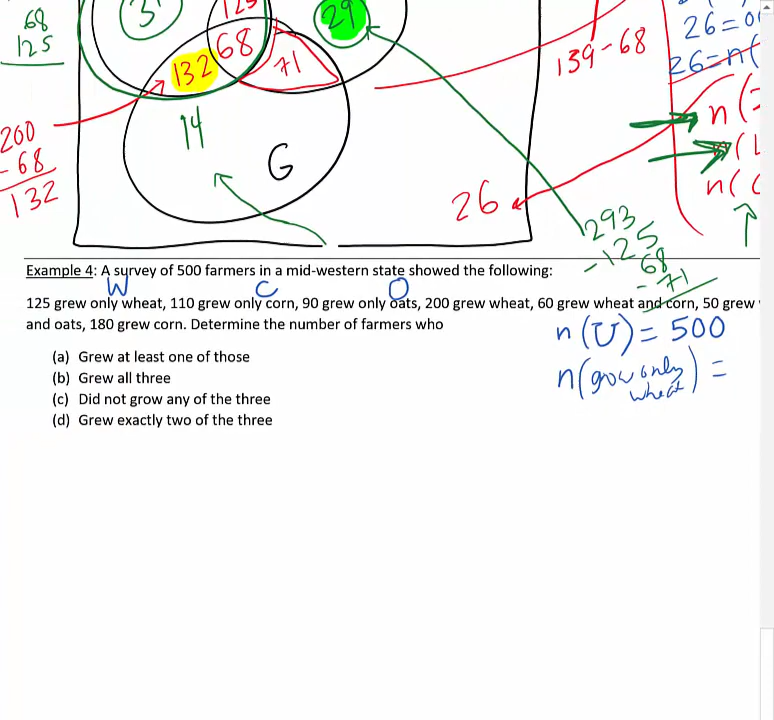 68
125
125
29
132
68
71
139-68
26=
26=n(
n(
n(
n(
14
G
200
- 68
132
26
293
-125
68
-71
Example 4: A survey of 500 farmers in a mid-western state showed the following:
W C O
125 grew only wheat, 110 grew only corn, 90 grew only oats, 200 grew wheat, 60 grew wheat and corn, 50 grew
and oats, 180 grew corn. Determine the number of farmers who
n(U) = 500
(a) Grew at least one of those
n(grow only wheat) =
(b) Grew all three
(c) Did not grow any of the three
(d) Grew exactly two of the three